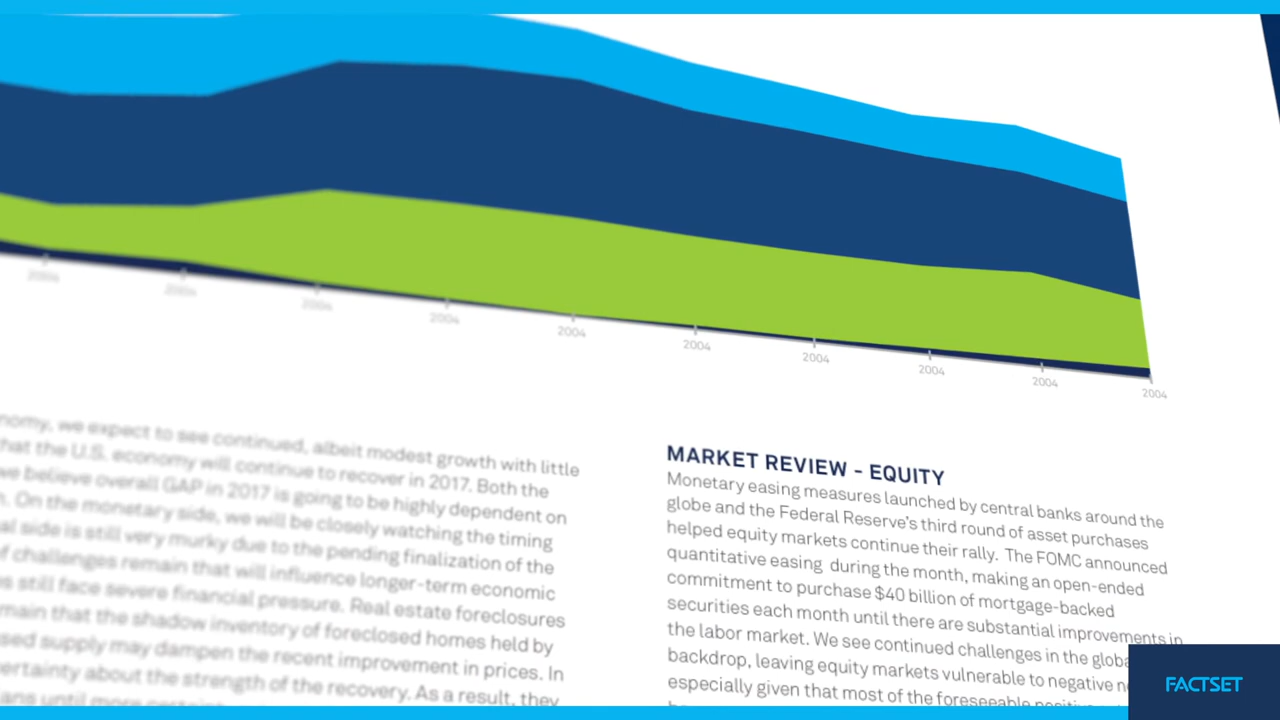 2004
2004
2004
2004
2004
2004
2004
2004
2004
2004
we expect to see continued, albeit modest growth with little
that the U.S. economy will continue to recover in 2017. Both the
we believe overall GAP in 2017 is going to be highly dependent on
On the monetary side, we will be closely watching the timing
side is still very murky due to the pending finalization of the
of challenges remain that will influence longer-term economic
still face severe financial pressure. Real estate foreclosures
that the shadow inventory of foreclosed homes held by
supply may dampen the recent improvement in prices. In
about the strength of the recovery. As a result, they
until more
MARKET REVIEW - EQUITY
Monetary easing measures launched by central banks around the
globe and the Federal Reserve's third round of asset purchases
helped equity markets continue their rally. The FOMC announced
quantitative easing during the month, making an open-ended
commitment to purchase $40 billion of mortgage-backed
securities each month until there are substantial improvements in
the labor market. We see continued challenges in the
backdrop, leaving equity markets vulnerable to negative
especially given that most of the foreseeable
FACTSET